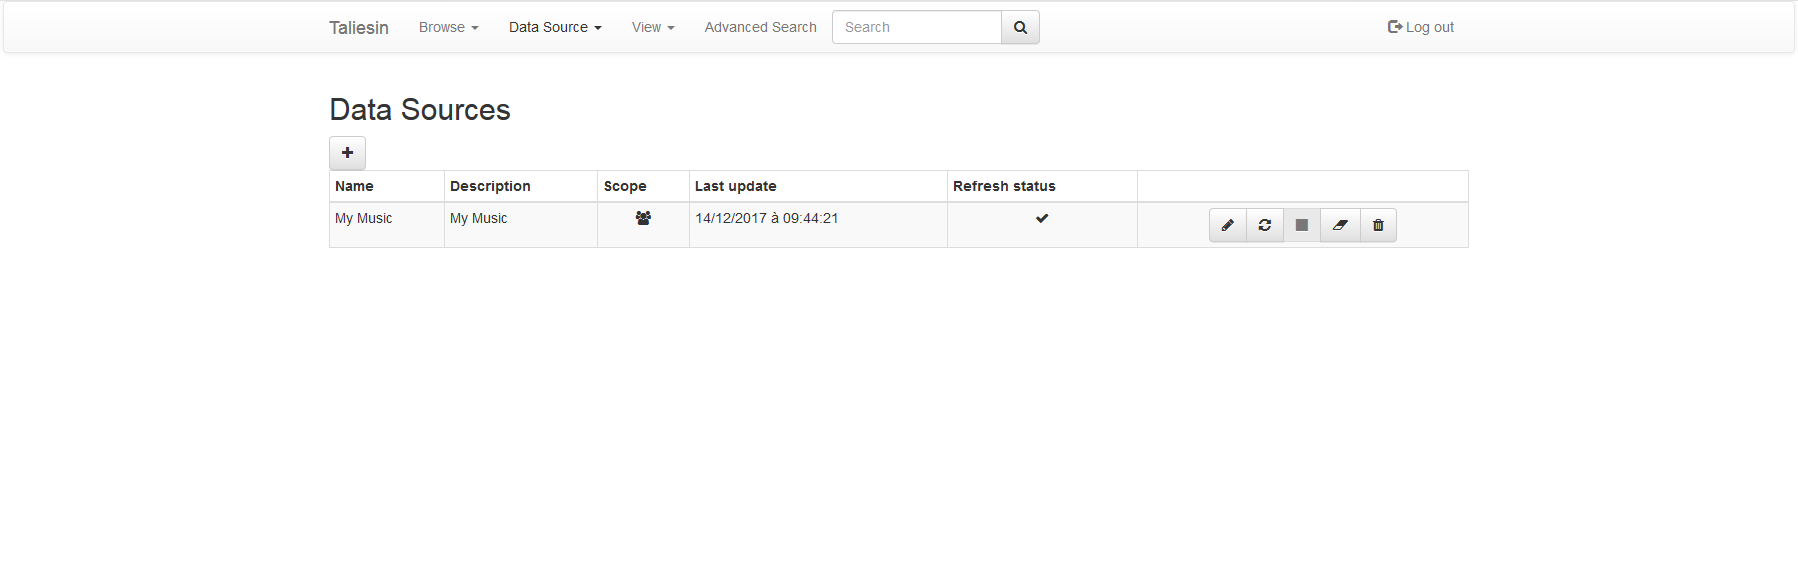 Taliesin Browse Data Source View Advanced Search Search Log out
Data Sources
Name Description Scope Last update Refresh status
My Music My Music 14/12/2017 à 09:44:21